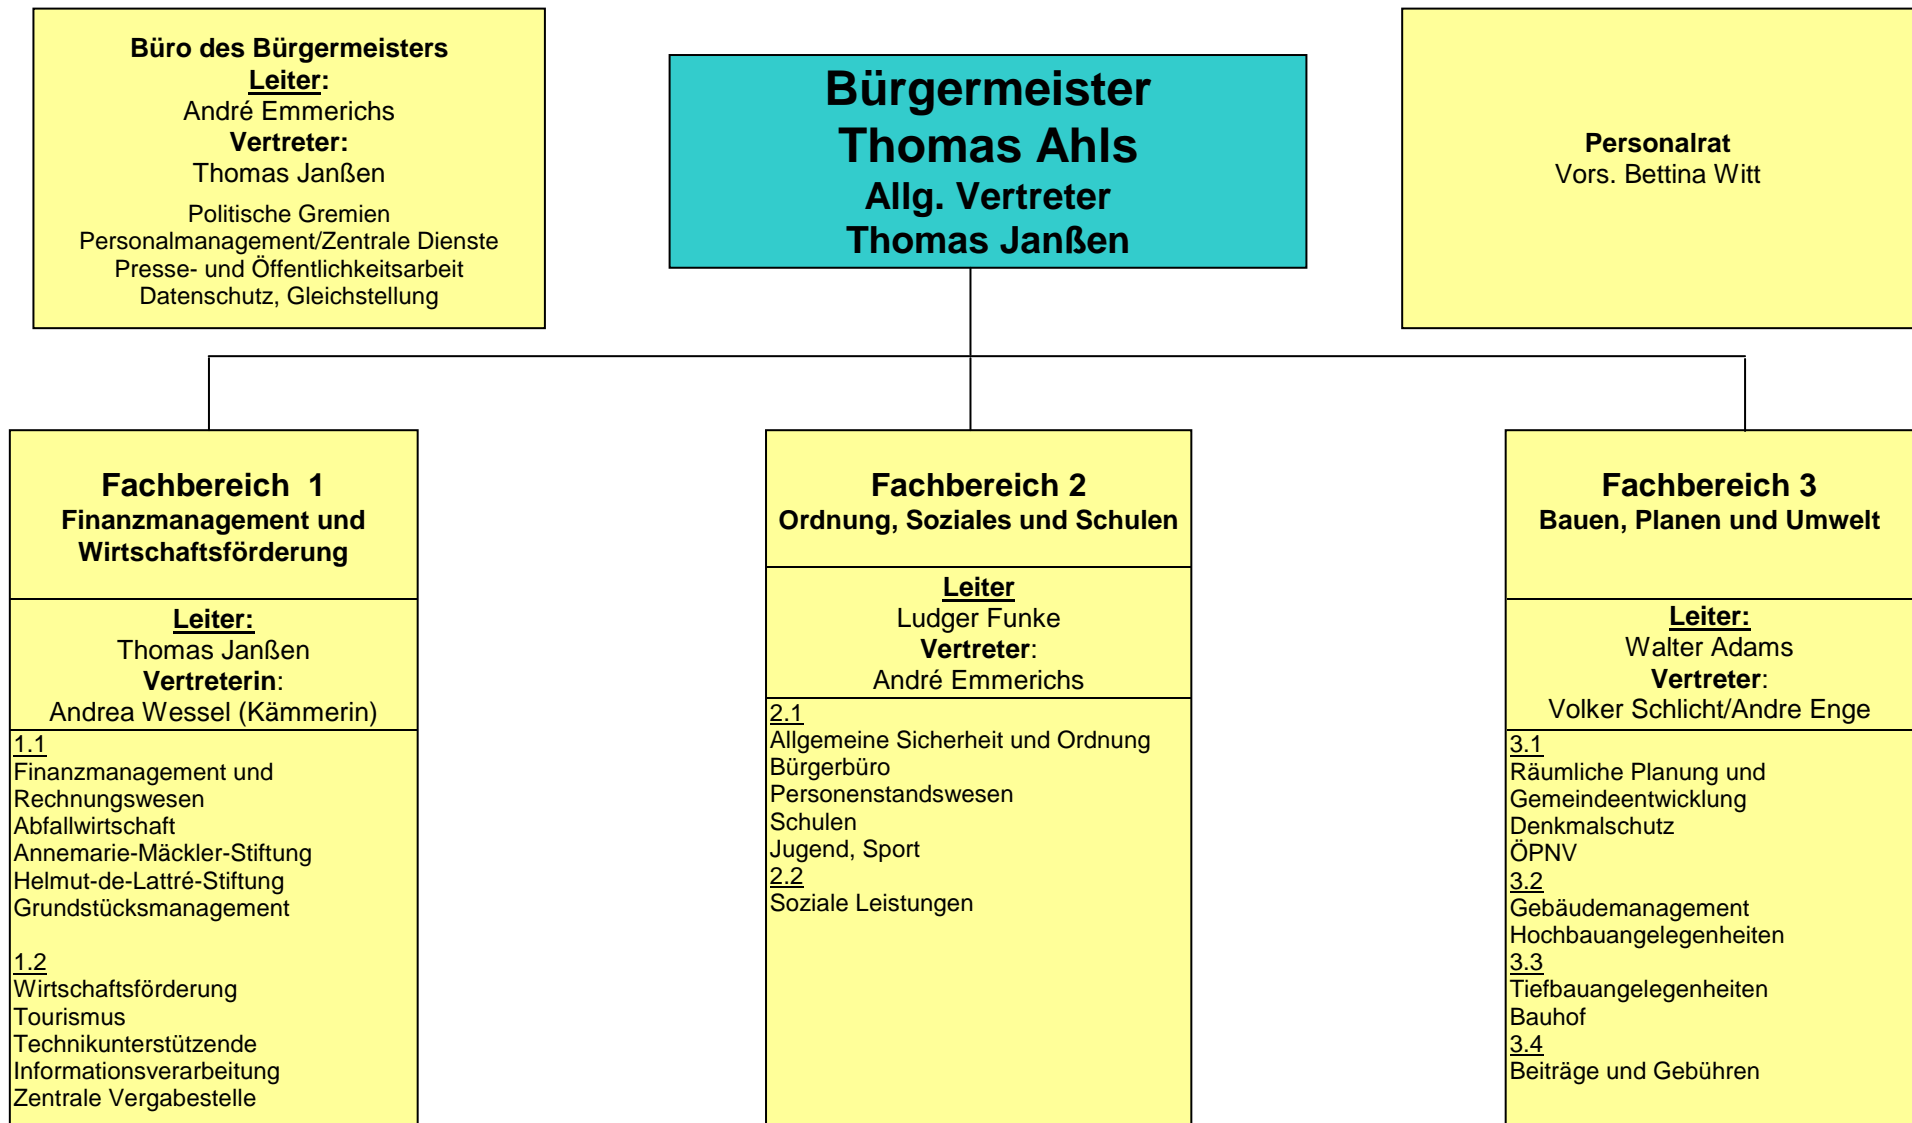 Büro des Bürgermeisters
Leiter:
André Emmerichs
Vertreter:
Thomas Janßen
Politische Gremien
Personalmanagement/Zentrale Dienste
Presse- und Öffentlichkeitsarbeit
Datenschutz, Gleichstellung
Bürgermeister
Thomas Ahls
Allg. Vertreter
Thomas Janßen
Personalrat
Vors. Bettina Witt
Fachbereich 1
Finanzmanagement und
Wirtschaftsförderung
Leiter:
Thomas Janßen
Vertreterin:
Andrea Wessel (Kämmerin)
1.1
Finanzmanagement und
Rechnungswesen
Abfallwirtschaft
Annemarie-Mäckler-Stiftung
Helmut-de-Lattré-Stiftung
Grundstücksmanagement
1.2
Wirtschaftsförderung
Tourismus
Technikunterstützende
Informationsverarbeitung
Zentrale Vergabestelle
Fachbereich 2
Ordnung, Soziales und Schulen
Leiter
Ludger Funke
Vertreter:
André Emmerichs
2.1
Allgemeine Sicherheit und Ordnung
Bürgerbüro
Personenstandswesen
Schulen
Jugend, Sport
2.2
Soziale Leistungen
Fachbereich 3
Bauen, Planen und Umwelt
Leiter:
Walter Adams
Vertreter:
Volker Schlicht/Andre Enge
3.1
Räumliche Planung und
Gemeindeentwicklung
Denkmalschutz
ÖPNV
3.2
Gebäudemanagement
Hochbauangelegenheiten
3.3
Tiefbauangelegenheiten
Bauhof
3.4
Beiträge und Gebühren